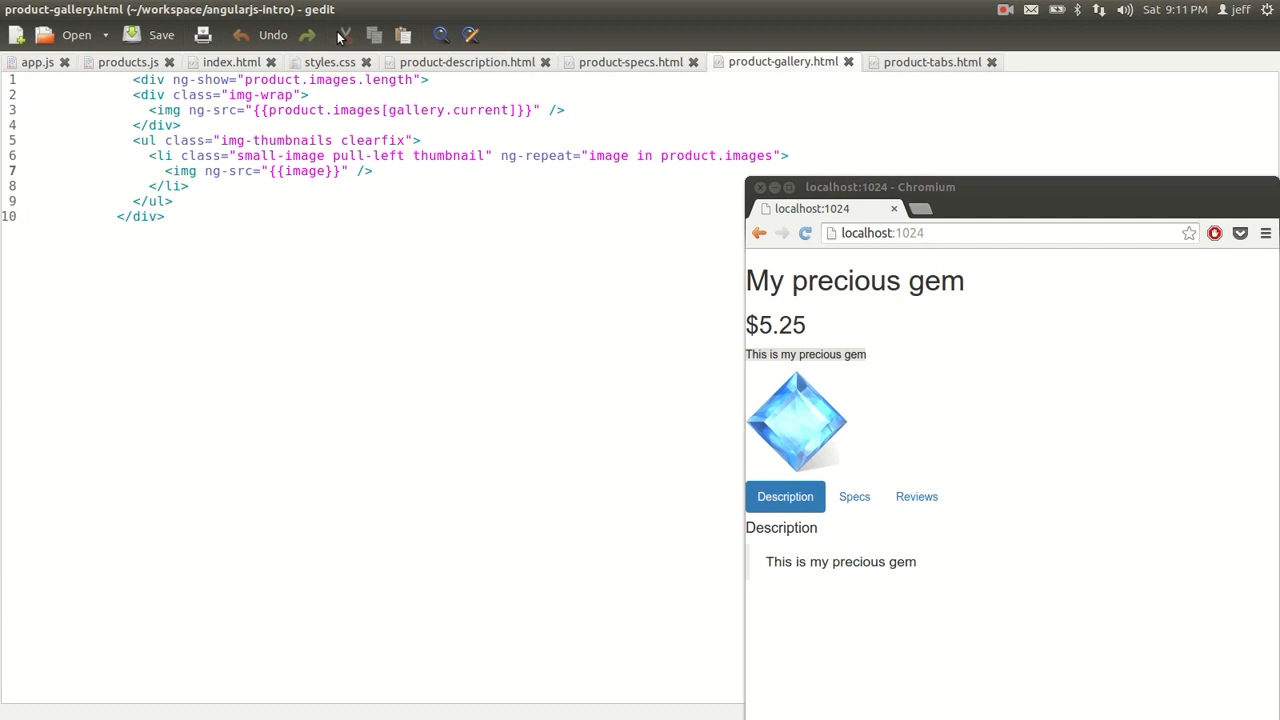 product-gallery.html (~/workspace/angularjs-intro) - gedit
Sat 9:11 PM
jeff
Open
Save
Undo
app.js
products.js
index.html
styles.css
product-description.html
product-specs.html
product-gallery.html
product-tabs.html
1 <div ng-show="product.images.length">
2 <div class="img-wrap">
3 <img ng-src="{{product.images[gallery.current]}}" />
4 </div>
5 <ul class="img-thumbnails clearfix">
6 <li class="small-image pull-left thumbnail" ng-repeat="image in product.images">
7 <img ng-src="{{image}}" />
8 </li>
9 </ul>
10 </div>
localhost:1024 - Chromium
localhost:1024
localhost:1024
My precious gem
$5.25
This is my precious gem
Description
Specs
Reviews
Description
This is my precious gem